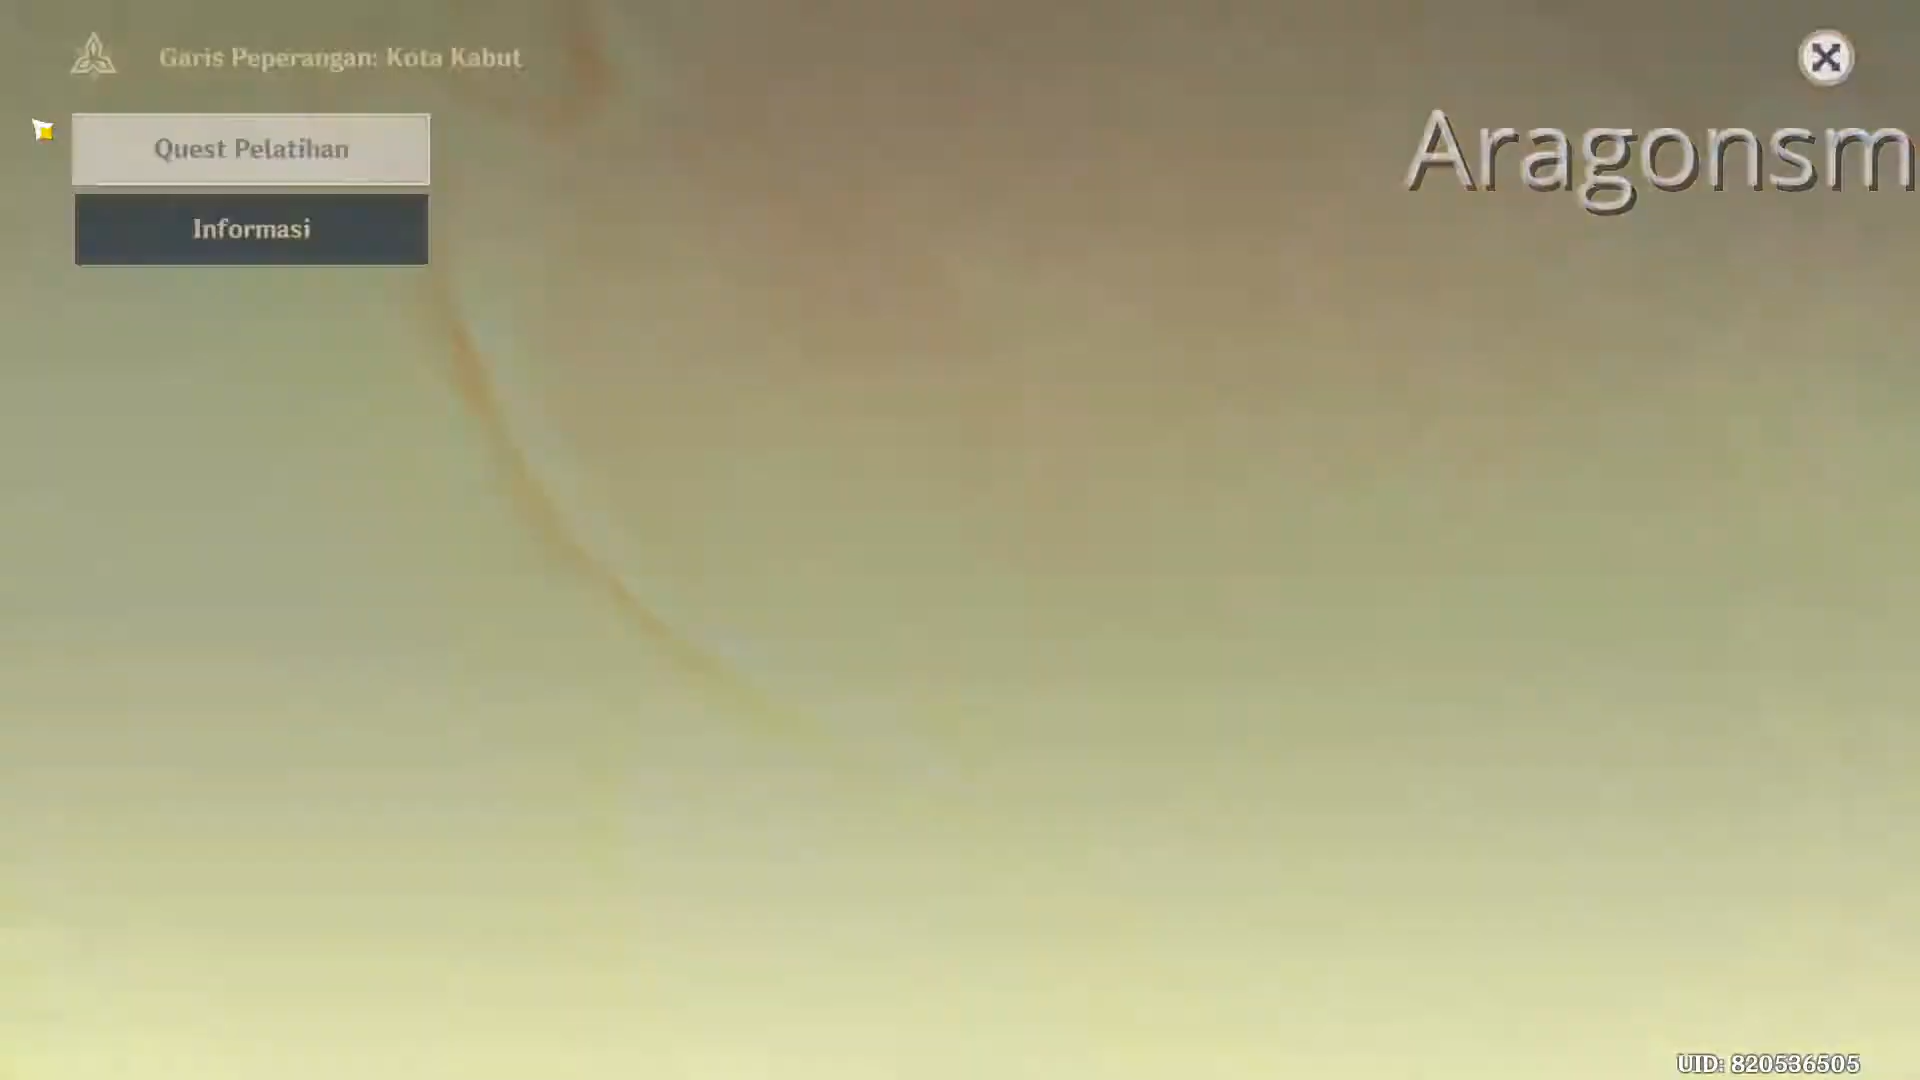 Garis Peperangan: Kota Kabut
Quest Pelatihan
Aragonsm
Informasi
UID: 820536505